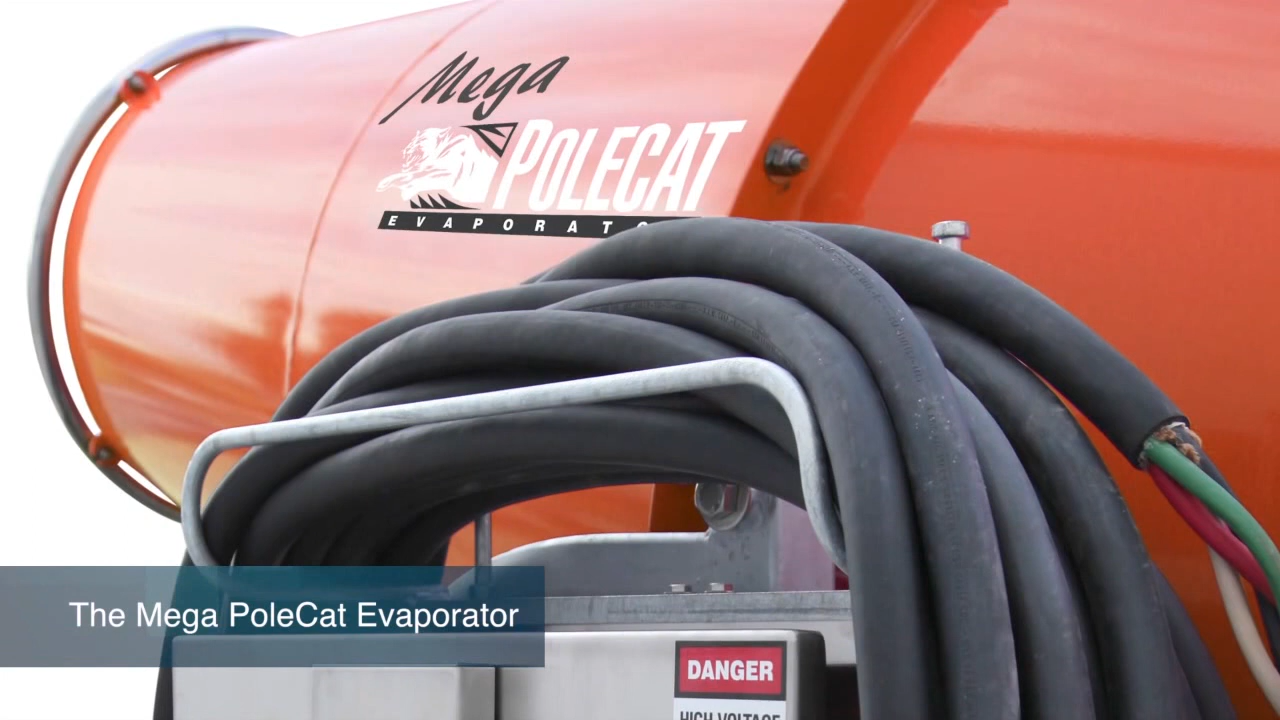 Mega
POLECAT
EVAPORAT
The Mega PoleCat Evaporator
DANGER
HIGH VOLTAGE